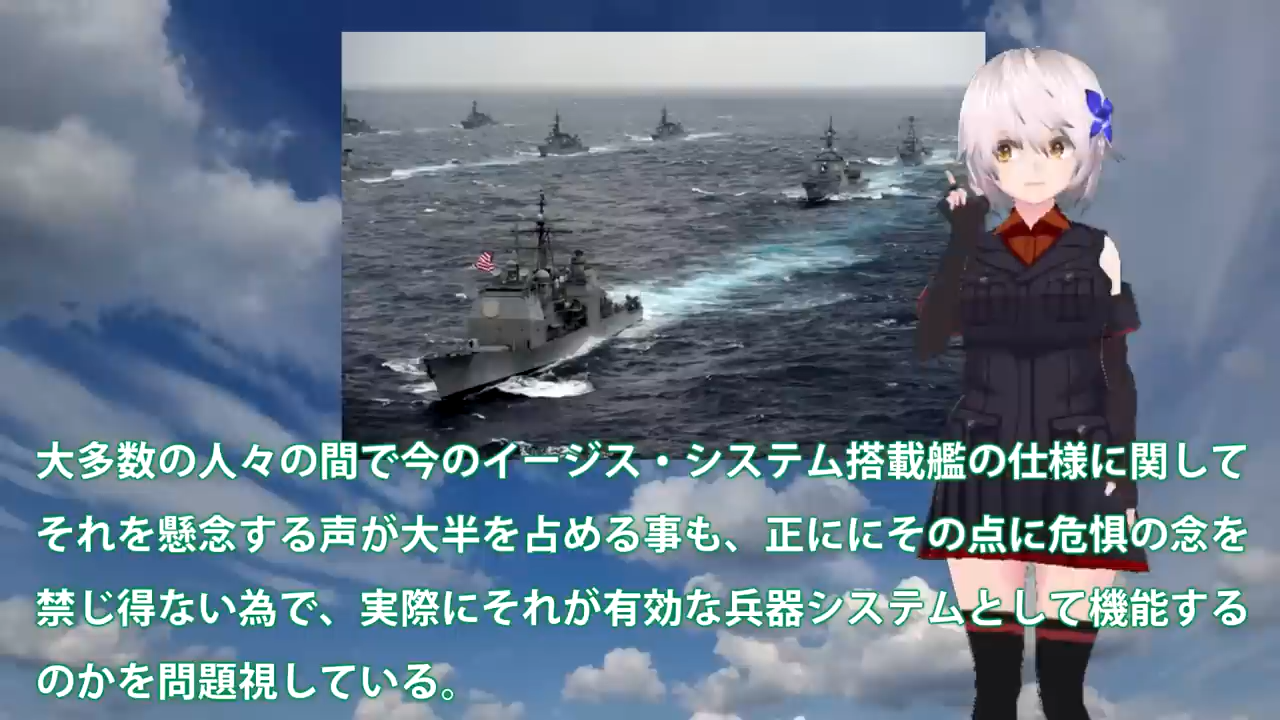 大多数の人々の間で今のイージス・システム搭載艦の仕様に関して
それを懸念する声が大半を占める事も、正ににその点に危惧の念を
禁じ得ない為で、実際にそれが有効な兵器システムとして機能する
のかを問題視している。